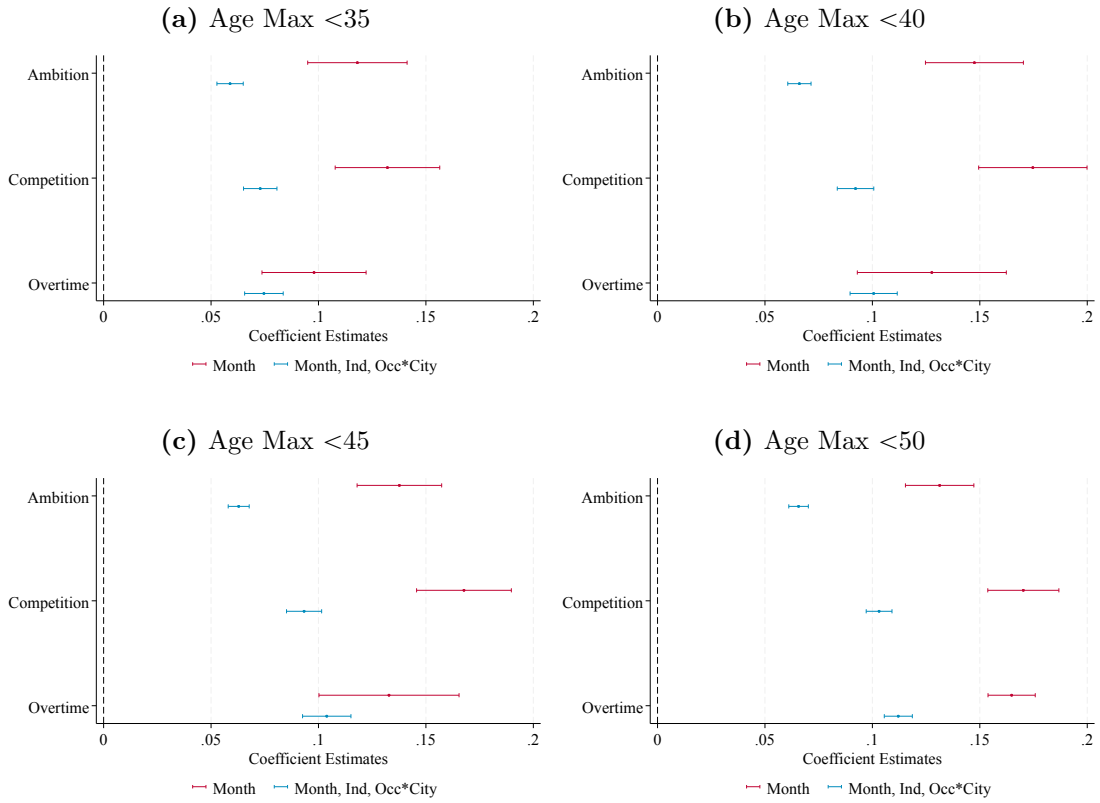 (a) Age Max <35
Ambition
Competition
Overtime
0 .05 .1 .15 .2
Coefficient Estimates
Month Month, Ind, Occ*City
(b) Age Max <40
Ambition
Competition
Overtime
0 .05 .1 .15 .2
Coefficient Estimates
Month Month, Ind, Occ*City
(c) Age Max <45
Ambition
Competition
Overtime
0 .05 .1 .15 .2
Coefficient Estimates
Month Month, Ind, Occ*City
(d) Age Max <50
Ambition
Competition
Overtime
0 .05 .1 .15 .2
Coefficient Estimates
Month Month, Ind, Occ*City